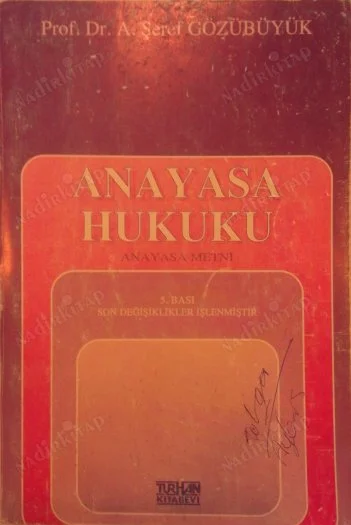 Prof. Dr. A. Şeref GÖZÜBÜYÜK
ANAYASA
HUKUKU
ANAYASA METNİ
5. BASI
SON DEĞİŞİKLİKLER İŞLENMİŞTİR
TURHAN
KİTABEVİ
nadirkitap